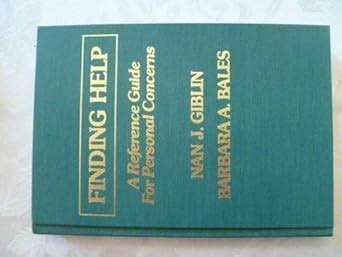 FINDING HELP
A Reference Guide
For Personal Concerns
NAN J. GIBLIN
BARBARA A. BALES